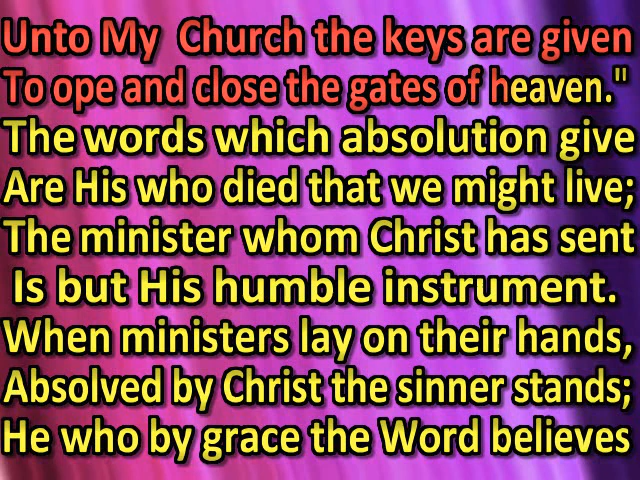 Unto My Church the keys are given
To ope and close the gates of heaven."
The words which absolution give
Are His who died that we might live;
The minister whom Christ has sent
Is but His humble instrument.
When ministers lay on their hands,
Absolved by Christ the sinner stands;
He who by grace the Word believes